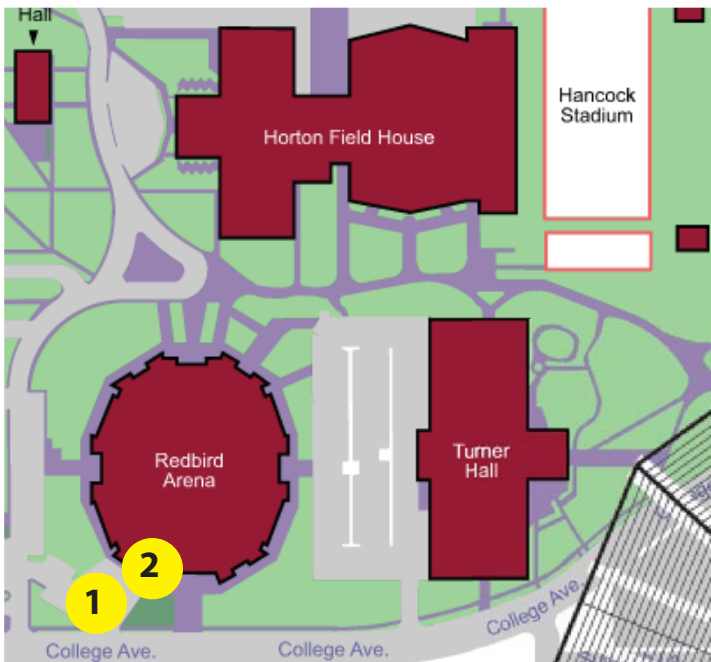 Hall
Hancock
Stadium
Horton Field House
Redbird
Arena
Turner
Hall
2
1
College Ave.
College Ave.
College Ave.